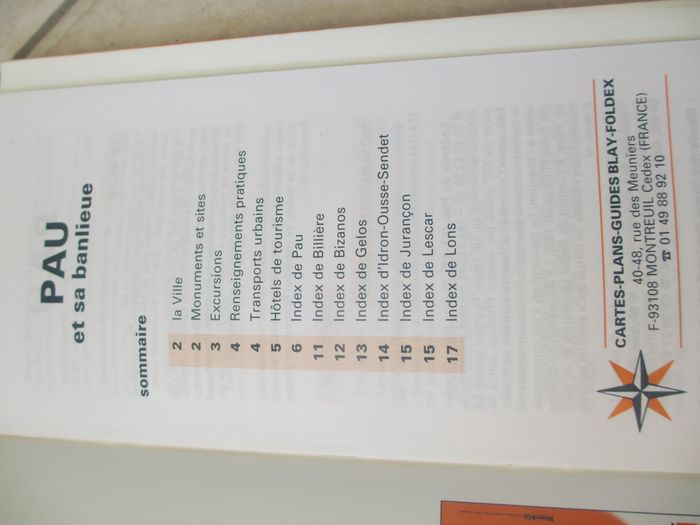 PAU
et sa banlieue
sommaire
2 la Ville
2 Monuments et sites
3 Excursions
4 Renseignements pratiques
4 Transports urbains
5 Hôtels de tourisme
6 Index de Pau
11 Index de Billière
12 Index de Bizanos
13 Index de Gelos
14 Index d'Idron-Ousse-Sendet
15 Index de Jurançon
15 Index de Lescar
17 Index de Lons
CARTES-PLANS-GUIDES BLAY-FOLDEX
40-48, rue des Meuniers
F-93108 MONTREUIL Cedex (FRANCE)
☎ 01 49 88 92 10